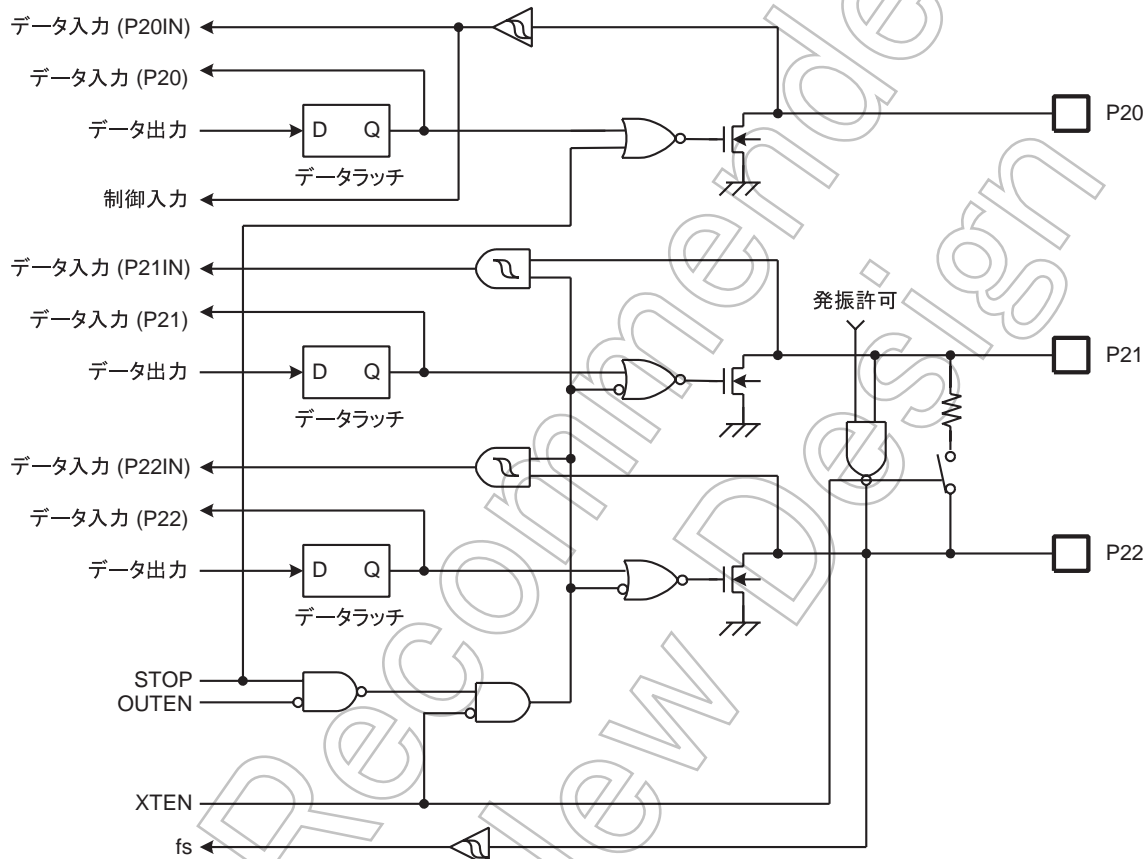 データ入力 (P20IN)
データ入力 (P20)
データ出力
D Q
データラッチ
P20
制御入力
データ入力 (P21IN)
発振許可
データ入力 (P21)
データ出力
D Q
データラッチ
P21
データ入力 (P22IN)
データ入力 (P22)
データ出力
D Q
データラッチ
P22
STOP
OUTEN
XTEN
fs
Recommende
ew Design